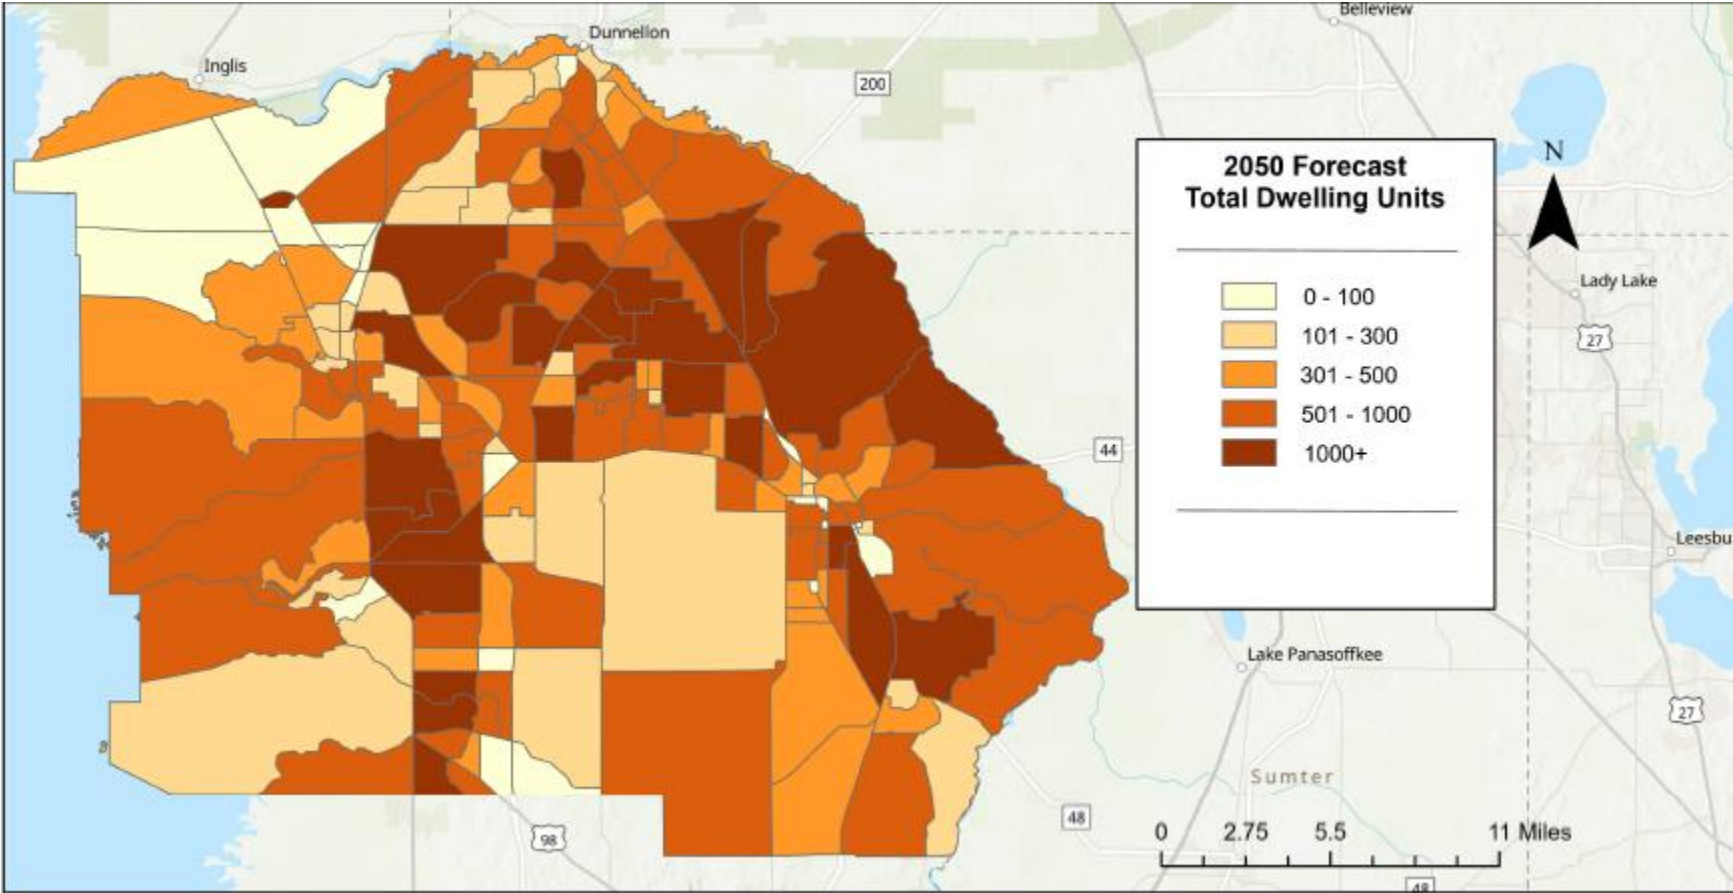 Belleview
Dunnellon
Inglis
200
2050 Forecast
Total Dwelling Units
N
0 - 100
101 - 300
301 - 500
501 - 1000
1000+
Lady Lake
27
44
Leesbu
Lake Panasoffkee
27
Sumter
48
98
0 2.75 5.5 11 Miles
48